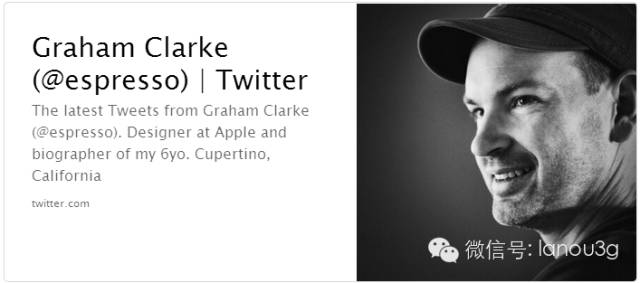 Graham Clarke
(@espresso) | Twitter
The latest Tweets from Graham Clarke
(@espresso). Designer at Apple and
biographer of my 6yo. Cupertino,
California
twitter.com
微信号: lanou3g